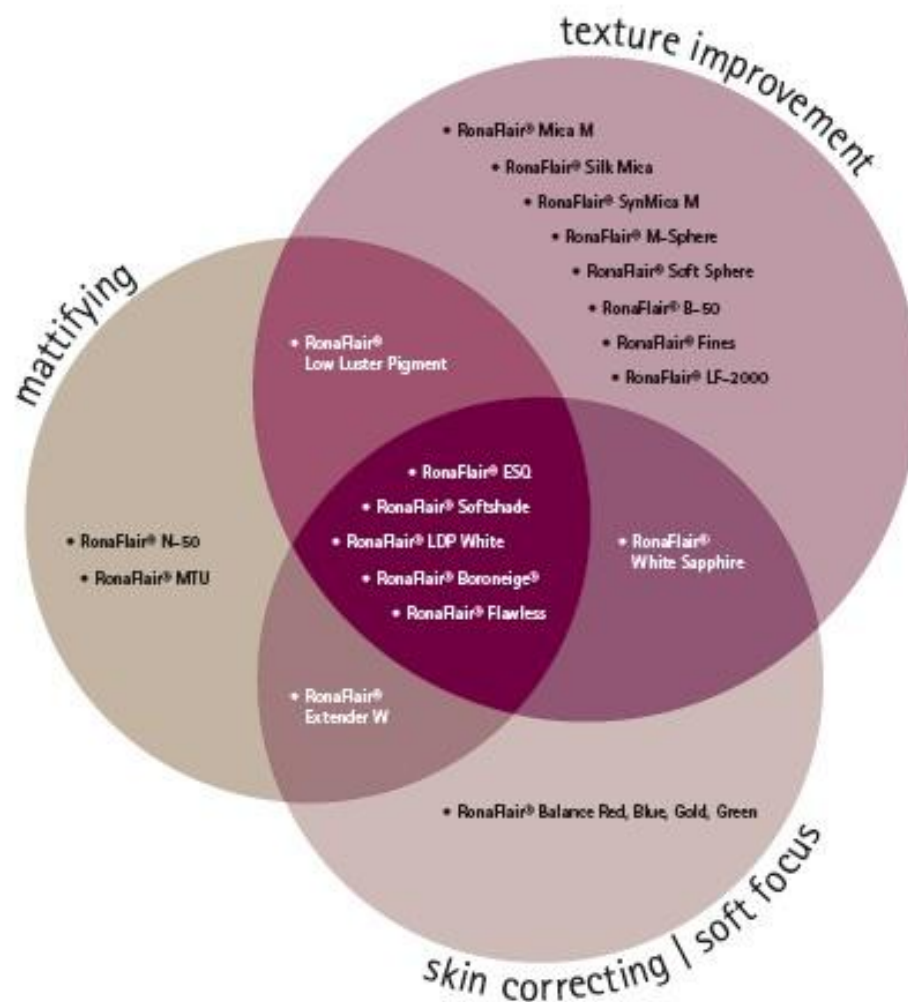 texture improvement
• RonaFlair® Mica M
• RonaFlair® Silk Mica
• RonaFlair® SynMica M
• RonaFlair® M-Sphere
• RonaFlair® Soft Sphere
• RonaFlair® B-50
• RonaFlair® Fines
• RonaFlair® LF-2000
mattifying
• RonaFlair®
Low Luster Pigment
• RonaFlair® ESQ
• RonaFlair® Softshade
• RonaFlair® LDP White
• RonaFlair® Boroneige®
• RonaFlair® Flawless
• RonaFlair® N-50
• RonaFlair® MTU
• RonaFlair®
White Sapphire
• RonaFlair®
Extender W
• RonaFlair® Balance Red, Blue, Gold, Green
skin correcting | soft focus